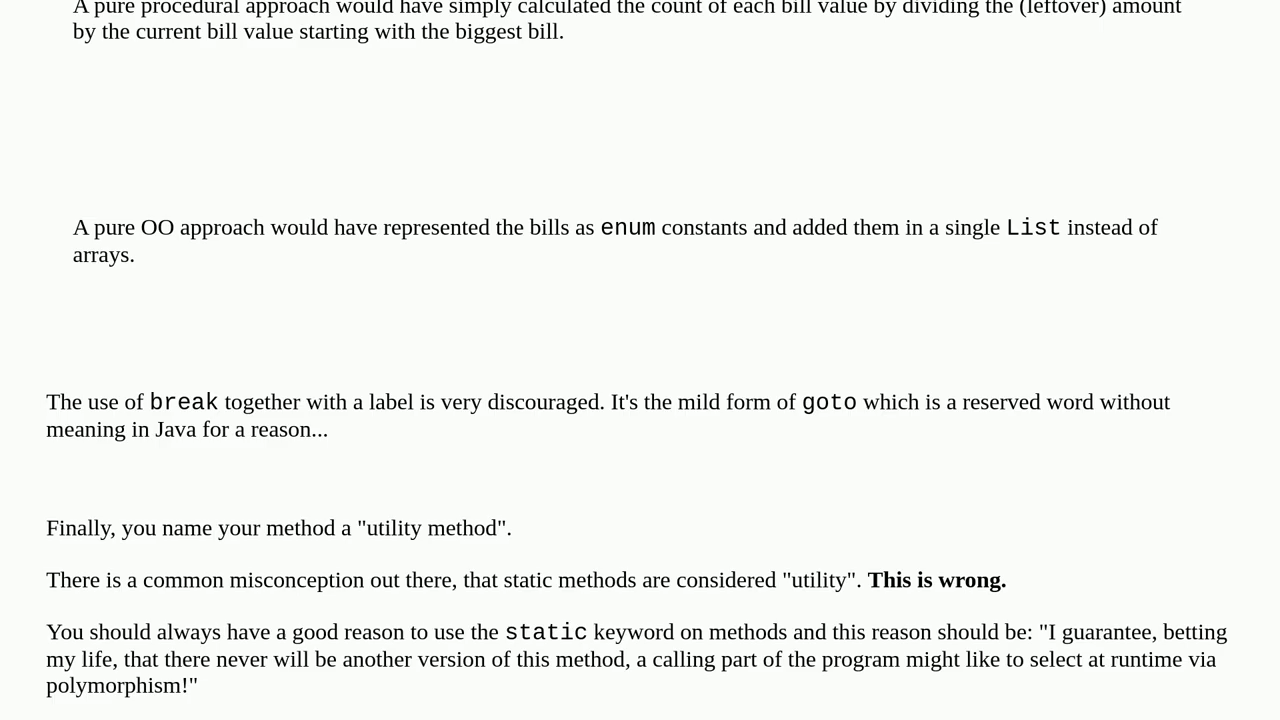 A pure procedural approach would have simply calculated the count of each bill value by dividing the (leftover) amount
by the current bill value starting with the biggest bill.
A pure OO approach would have represented the bills as enum constants and added them in a single List instead of
arrays.
The use of break together with a label is very discouraged. It's the mild form of goto which is a reserved word without
meaning in Java for a reason...
Finally, you name your method a "utility method".
There is a common misconception out there, that static methods are considered "utility". This is wrong.
You should always have a good reason to use the static keyword on methods and this reason should be: "I guarantee, betting
my life, that there never will be another version of this method, a calling part of the program might like to select at runtime via
polymorphism!"